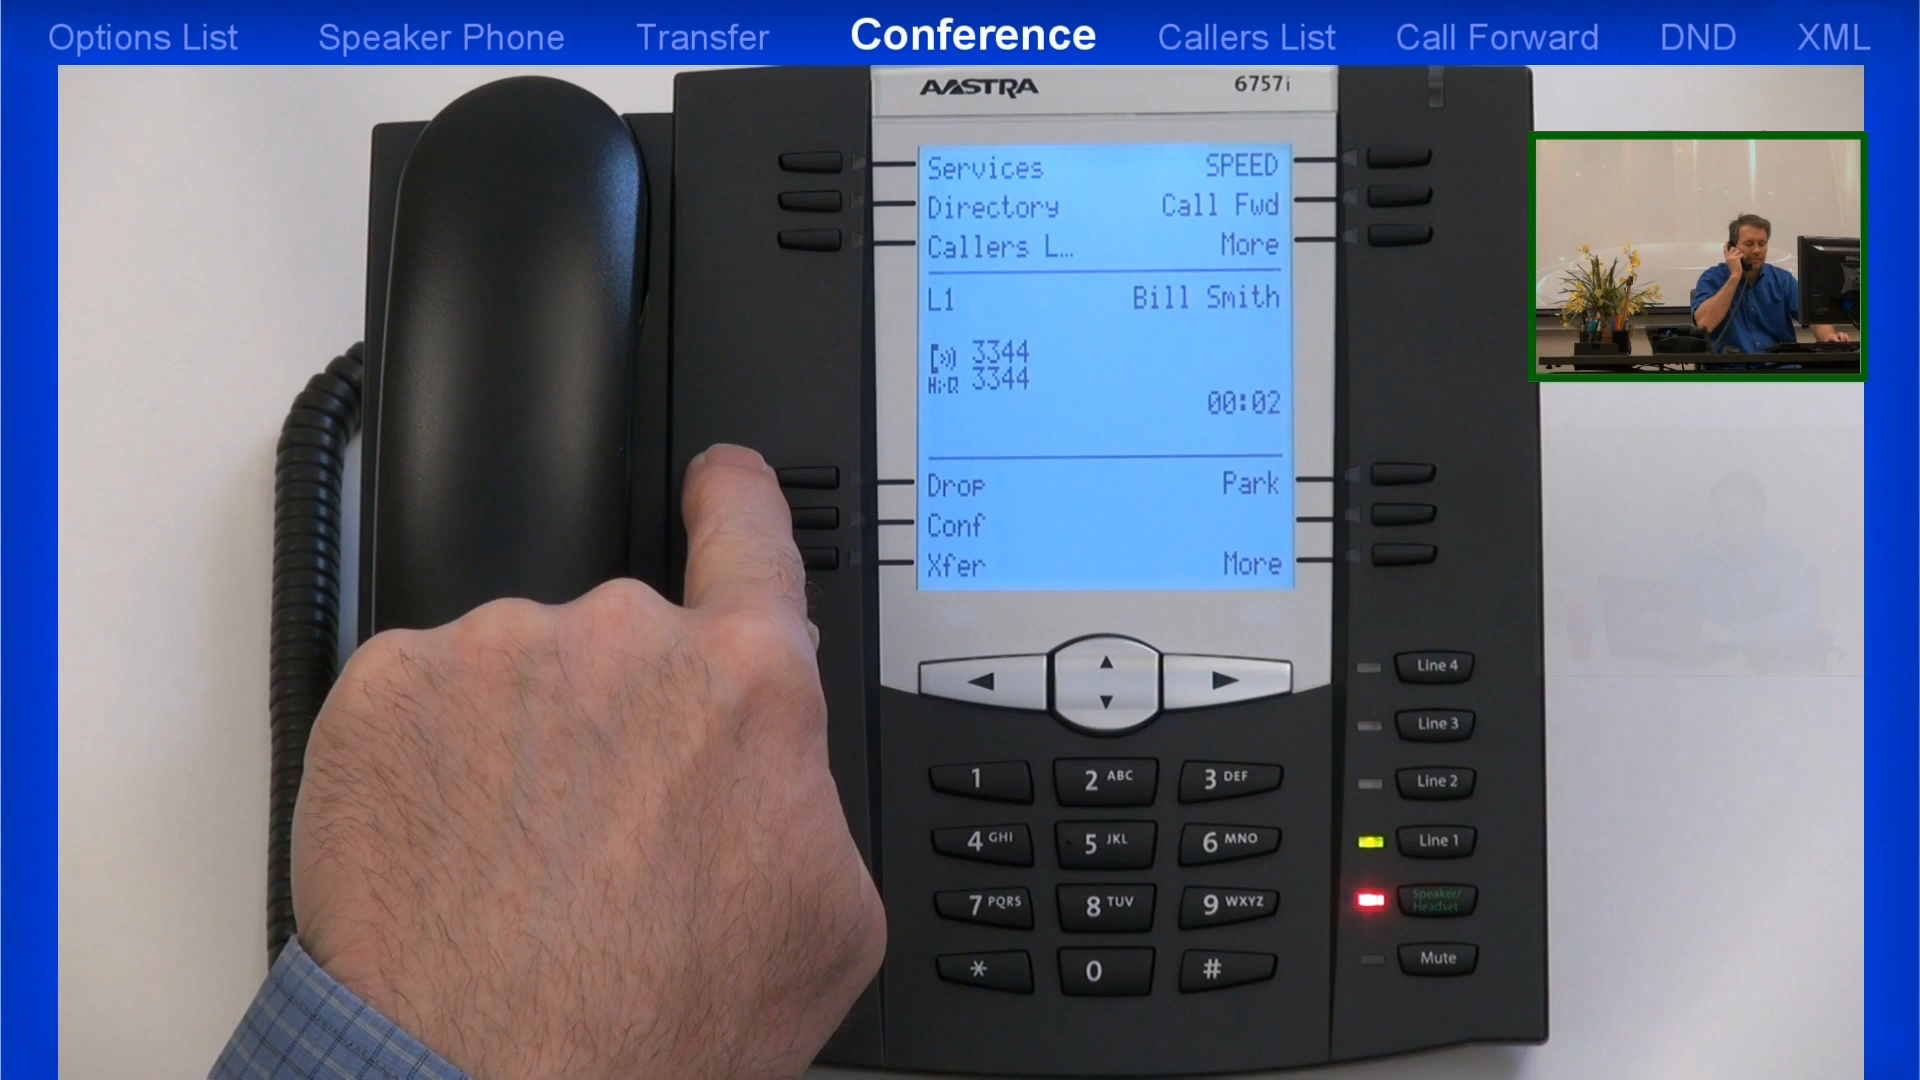 Options List Speaker Phone Transfer Conference Callers List Call Forward DND XML
AASTRA 6757i
Services SPEED
Directory Call Fwd
Callers L... More
L1 Bill Smith
3344
Hi-Q 3344
00:02
Drop Park
Conf
Xfer More
Line 4
Line 3
1 2 ABC 3 DEF Line 2
4 GHI 5 JKL 6 MNO Line 1
7 PQRS 8 TUV 9 WXYZ Speaker/
Headset
* 0 # Mute
DELL